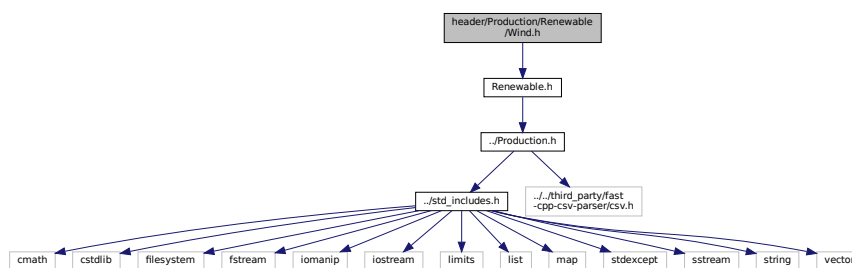 header/Production/Renewable
/Wind.h
Renewable.h
../Production.h
../std_includes.h
../../third_party/fast
-cpp-csv-parser/csv.h
cmath
cstdlib
filesystem
fstream
iomanip
iostream
limits
list
map
stdexcept
sstream
string
vector